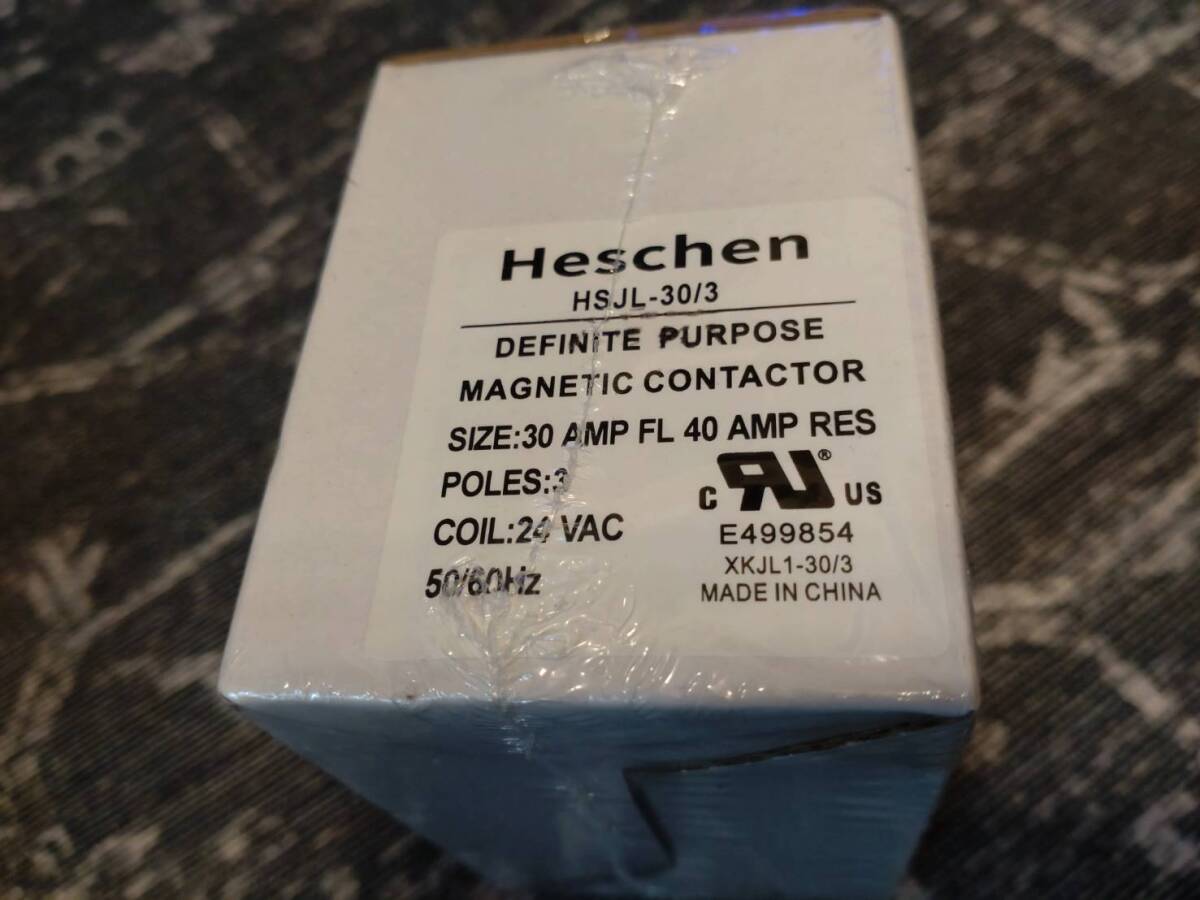 Heschen
HSJL-30/3
DEFINITE PURPOSE
MAGNETIC CONTACTOR
SIZE:30 AMP FL 40 AMP RES
POLES:3
COIL:24 VAC
50/60Hz
C RU® US
E499854
XKJL1-30/3
MADE IN CHINA